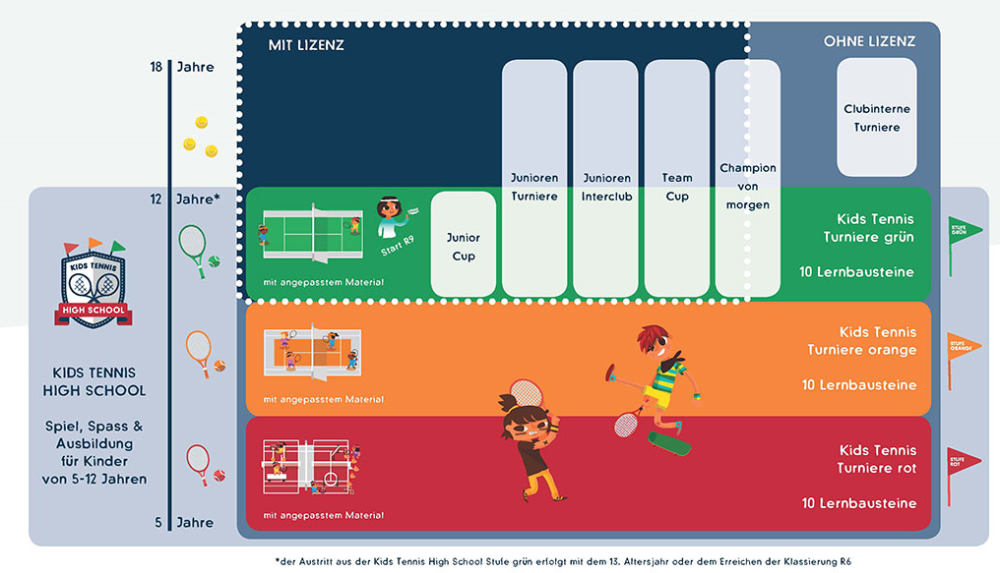 MIT LIZENZ
OHNE LIZENZ
18 Jahre
Clubinterne
Turniere
Junioren
Turniere
Junioren
Interclub
Team
Cup
Champion
von
morgen
12 Jahre*
Start R9
Junior
Cup
Kids Tennis
Turniere grün
10 Lernbausteine
STUFE
GRÜN
mit angepasstem Material
KIDS TENNIS
HIGH SCHOOL
Kids Tennis
Turniere orange
10 Lernbausteine
STUFE
ORANGE
mit angepasstem Material
KIDS TENNIS
HIGH SCHOOL
Spiel, Spass &
Ausbildung
für Kinder
von 5-12 Jahren
Kids Tennis
Turniere rot
10 Lernbausteine
STUFE
ROT
mit angepasstem Material
5 Jahre
*der Austritt aus der Kids Tennis High School Stufe grün erfolgt mit dem 13. Altersjahr oder dem Erreichen der Klassierung R6